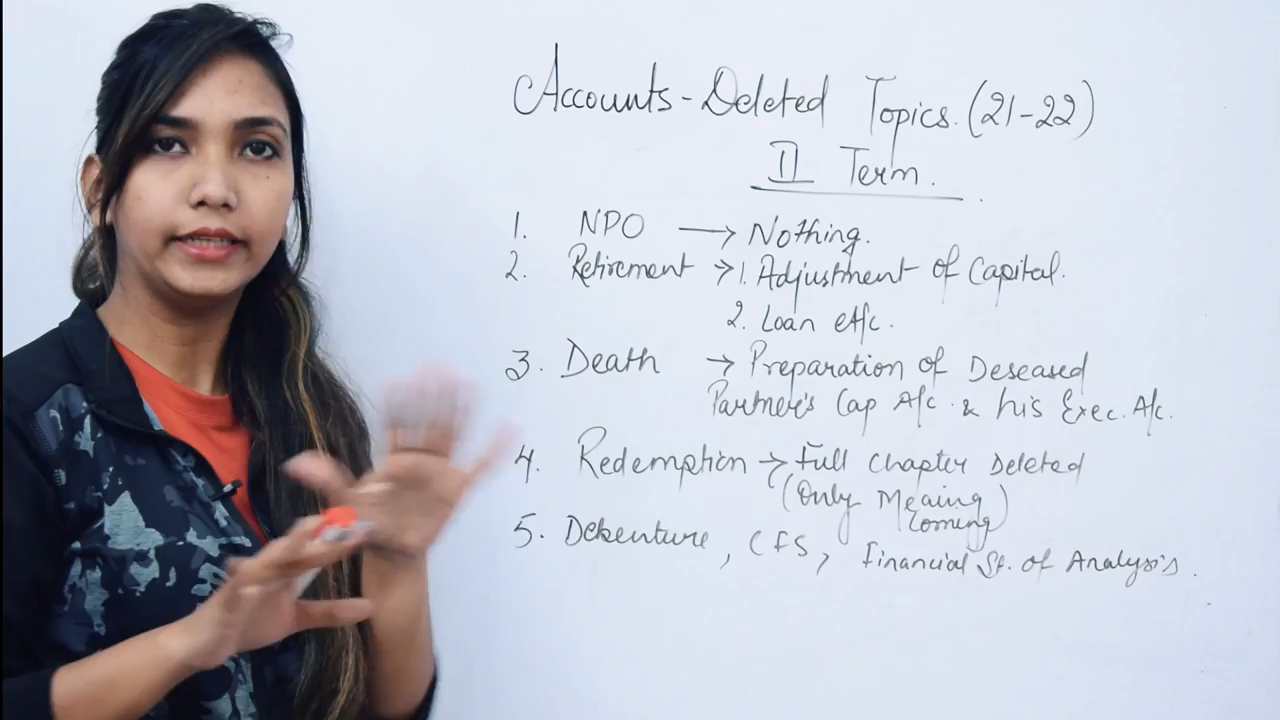 Accounts-Deleted Topics. (21-22)
II Term.
1. NPO → Nothing.
2. Retirement → 1. Adjustment of Capital.
2. Loan A/c.
3. Death → Preparation of Deseased
Partner's Cap A/c. & his Exec. A/c.
4. Redemption → Full Chapter Deleted
(Only Meaing
Coming)
5. Debenture, CFS, Financial St. of Analysis.